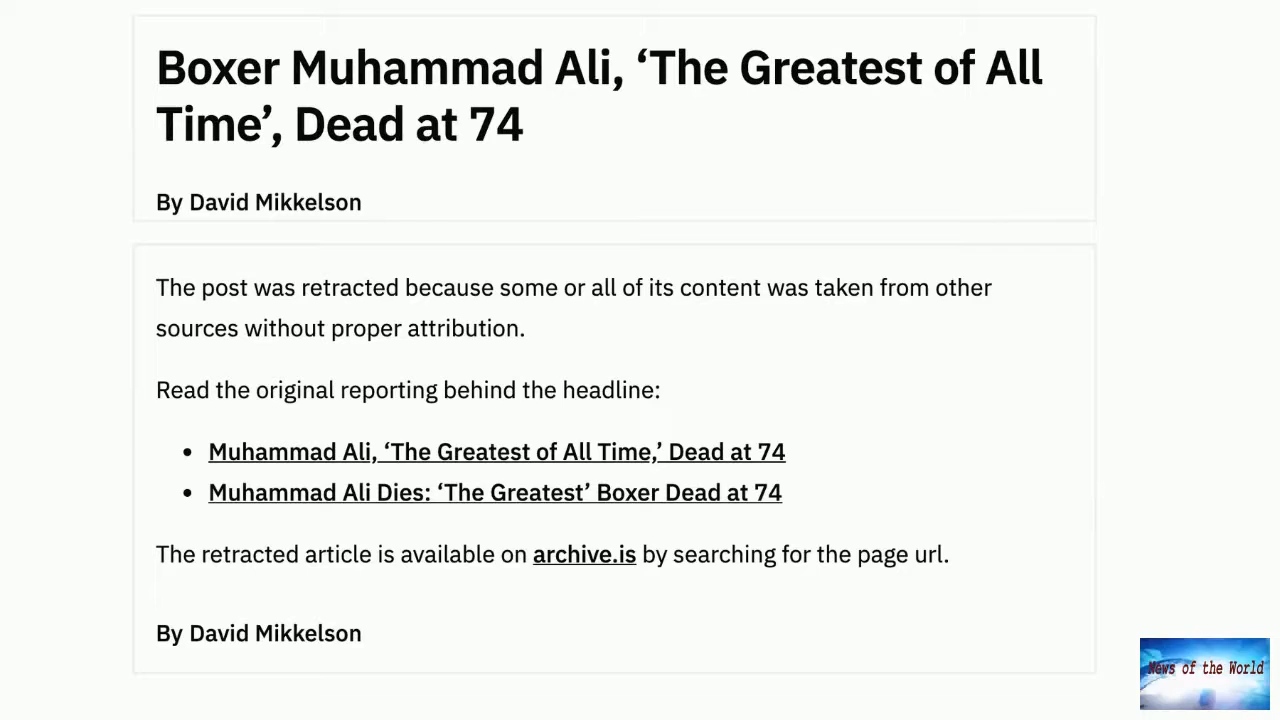 Boxer Muhammad Ali, ‘The Greatest of All
Time’, Dead at 74
By David Mikkelson
The post was retracted because some or all of its content was taken from other
sources without proper attribution.
Read the original reporting behind the headline:
• Muhammad Ali, ‘The Greatest of All Time,’ Dead at 74
• Muhammad Ali Dies: ‘The Greatest’ Boxer Dead at 74
The retracted article is available on archive.is by searching for the page url.
By David Mikkelson
News of the World